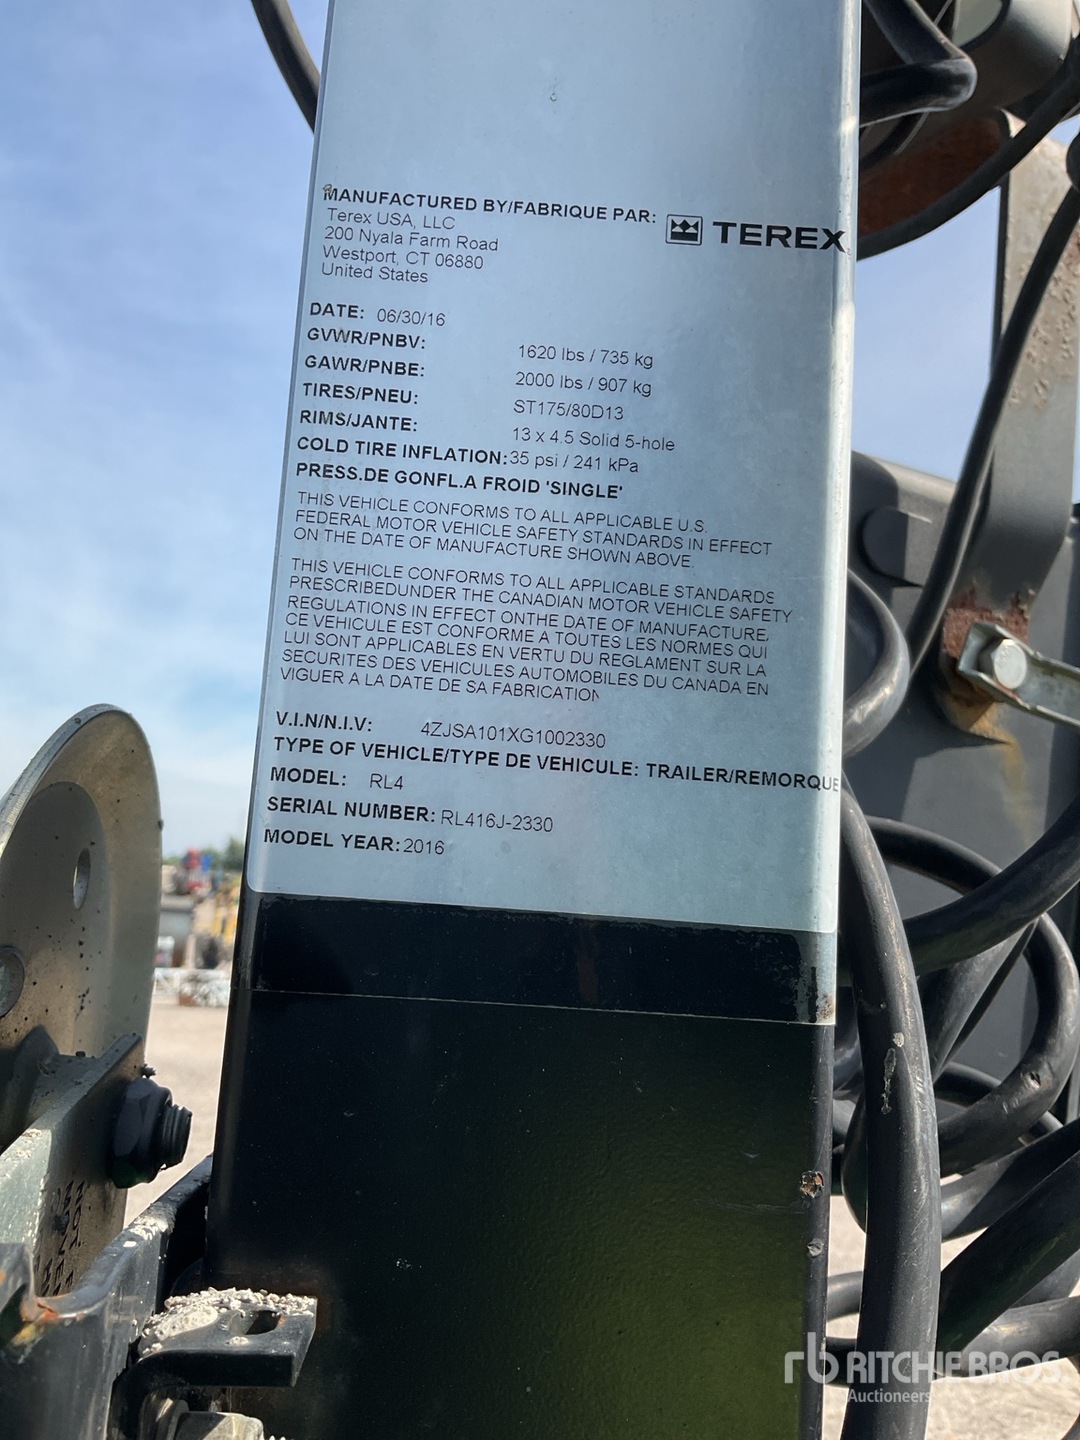 MANUFACTURED BY/FABRIQUE PAR: TEREX
Terex USA, LLC
200 Nyala Farm Road
Westport, CT 06880
United States
DATE: 06/30/16
GVWR/PNBV: 1620 lbs / 735 kg
GAWR/PNBE: 2000 lbs / 907 kg
TIRES/PNEU: ST175/80D13
RIMS/JANTE: 13 x 4.5 Solid 5-hole
COLD TIRE INFLATION: 35 psi / 241 kPa
PRESS.DE GONFL.A FROID 'SINGLE'
THIS VEHICLE CONFORMS TO ALL APPLICABLE U.S.
FEDERAL MOTOR VEHICLE SAFETY STANDARDS IN EFFECT
ON THE DATE OF MANUFACTURE SHOWN ABOVE.
THIS VEHICLE CONFORMS TO ALL APPLICABLE STANDARDS
PRESCRIBEDUNDER THE CANADIAN MOTOR VEHICLE SAFETY
REGULATIONS IN EFFECT ONTHE DATE OF MANUFACTURE.
CE VEHICULE EST CONFORME A TOUTES LES NORMES QUI
LUI SONT APPLICABLES EN VERTU DU REGLAMENT SUR LA
SECURITES DES VEHICULES AUTOMOBILES DU CANADA EN
VIGUER A LA DATE DE SA FABRICATION
V.I.N/N.I.V: 4ZJSA101XG1002330
TYPE OF VEHICLE/TYPE DE VEHICULE: TRAILER/REMORQUE
MODEL: RL4
SERIAL NUMBER: RL416J-2330
MODEL YEAR: 2016
rb RITCHIE BROS.
Auctioneers